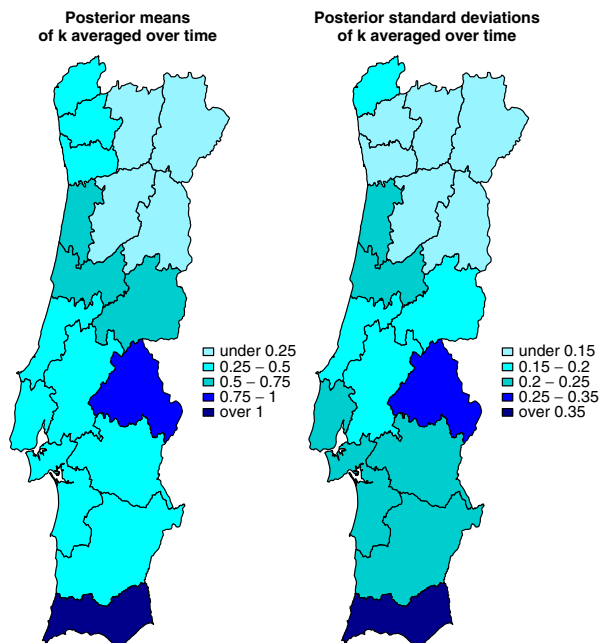 Posterior means
of k averaged over time
under 0.25
0.25 – 0.5
0.5 – 0.75
0.75 – 1
over 1
Posterior standard deviations
of k averaged over time
under 0.15
0.15 – 0.2
0.2 – 0.25
0.25 – 0.35
over 0.35